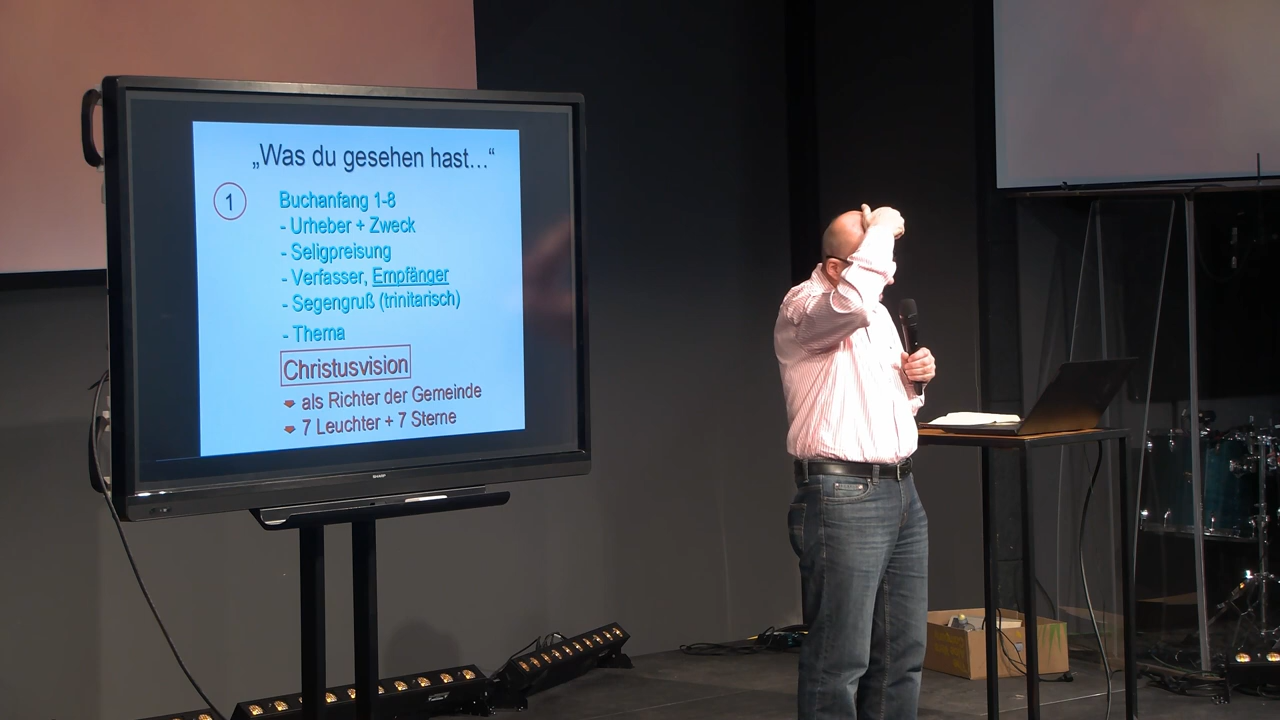 „Was du gesehen hast…“
1
Buchanfang 1-8
- Urheber + Zweck
- Seligpreisung
- Verfasser, Empfänger
- Segengruß (trinitarisch)
- Thema
Christusvision
als Richter der Gemeinde
7 Leuchter + 7 Sterne
SHARP